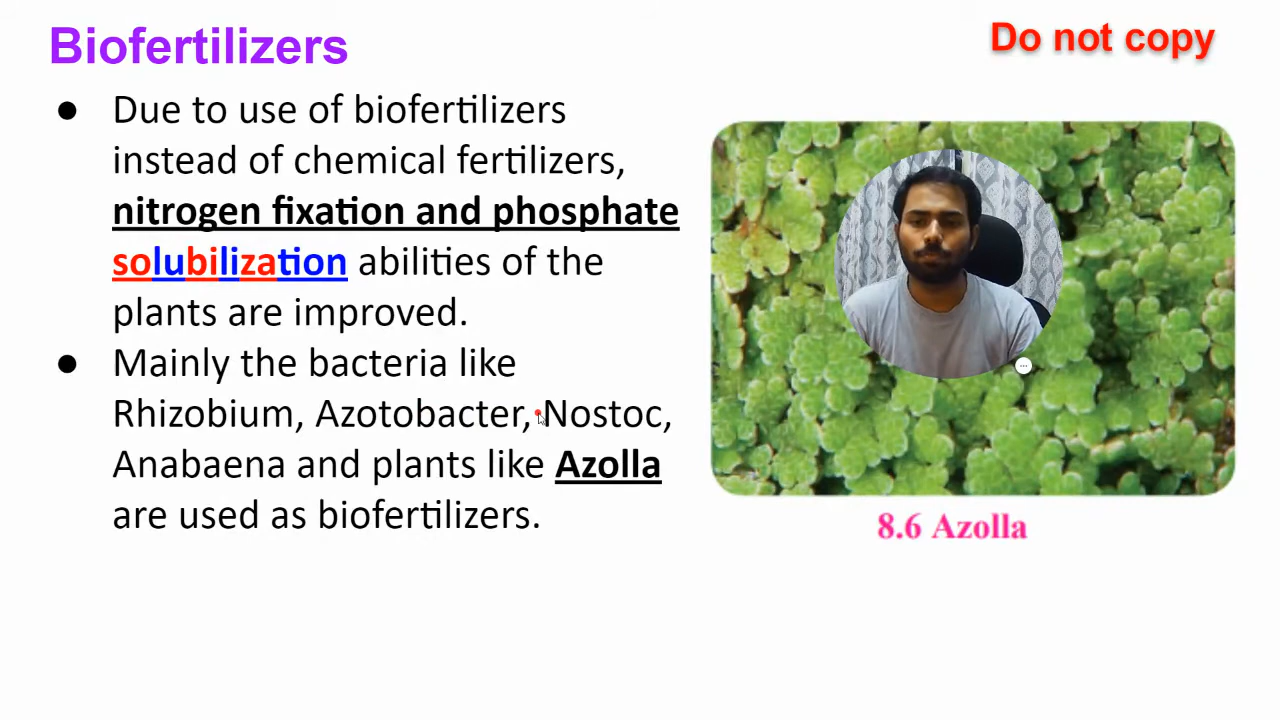 Biofertilizers
Do not copy
● Due to use of biofertilizers
instead of chemical fertilizers,
nitrogen fixation and phosphate
solubilization abilities of the
plants are improved.
● Mainly the bacteria like
Rhizobium, Azotobacter, Nostoc,
Anabaena and plants like Azolla
are used as biofertilizers.
8.6 Azolla